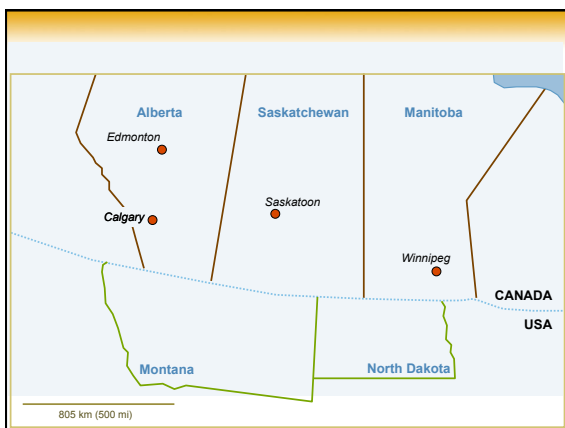 Alberta
Saskatchewan
Manitoba
Edmonton
Saskatoon
Calgary
Winnipeg
CANADA
USA
Montana
North Dakota
805 km (500 mi)